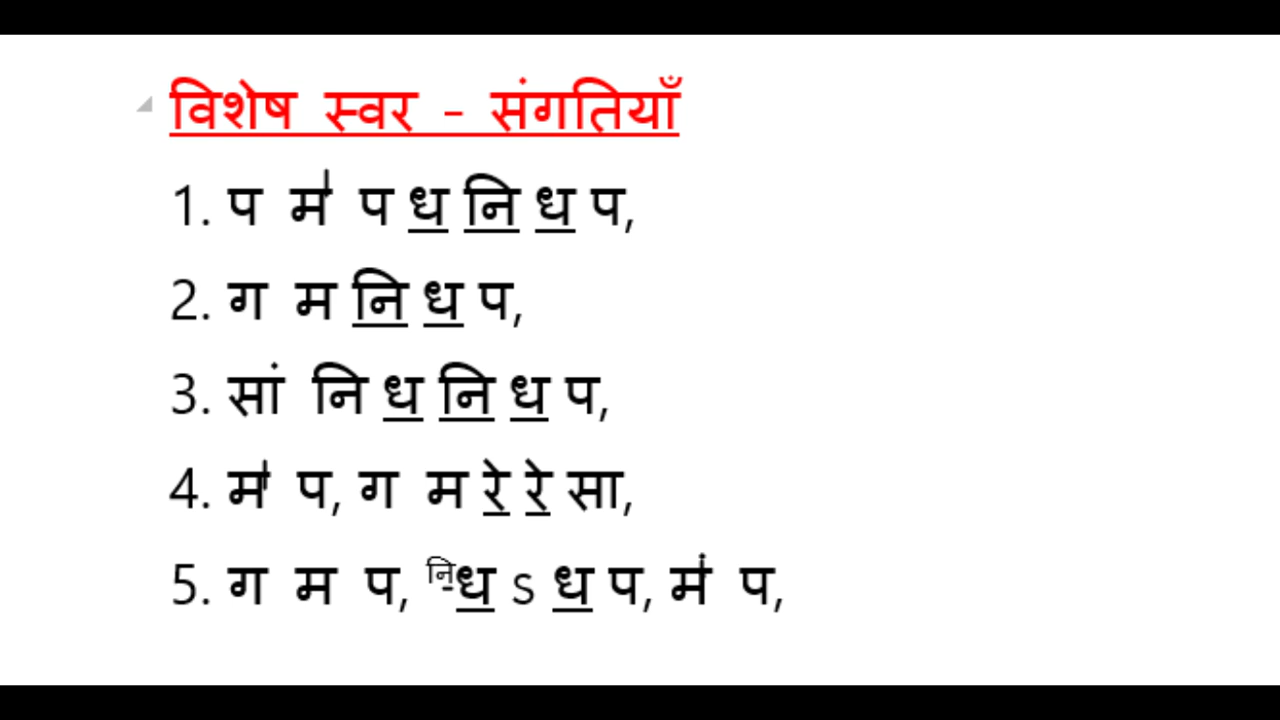 विशेष स्वर - संगतियाँ
1. प म॑ प ध॒ नि॒ ध॒ प,
2. ग म नि॒ ध॒ प,
3. सां नि ध॒ नि॒ ध॒ प,
4. म॑ प, ग म रे॒ रे॒ सा,
5. ग म प, नि॒ध॒ s ध॒ प, म॑ प,